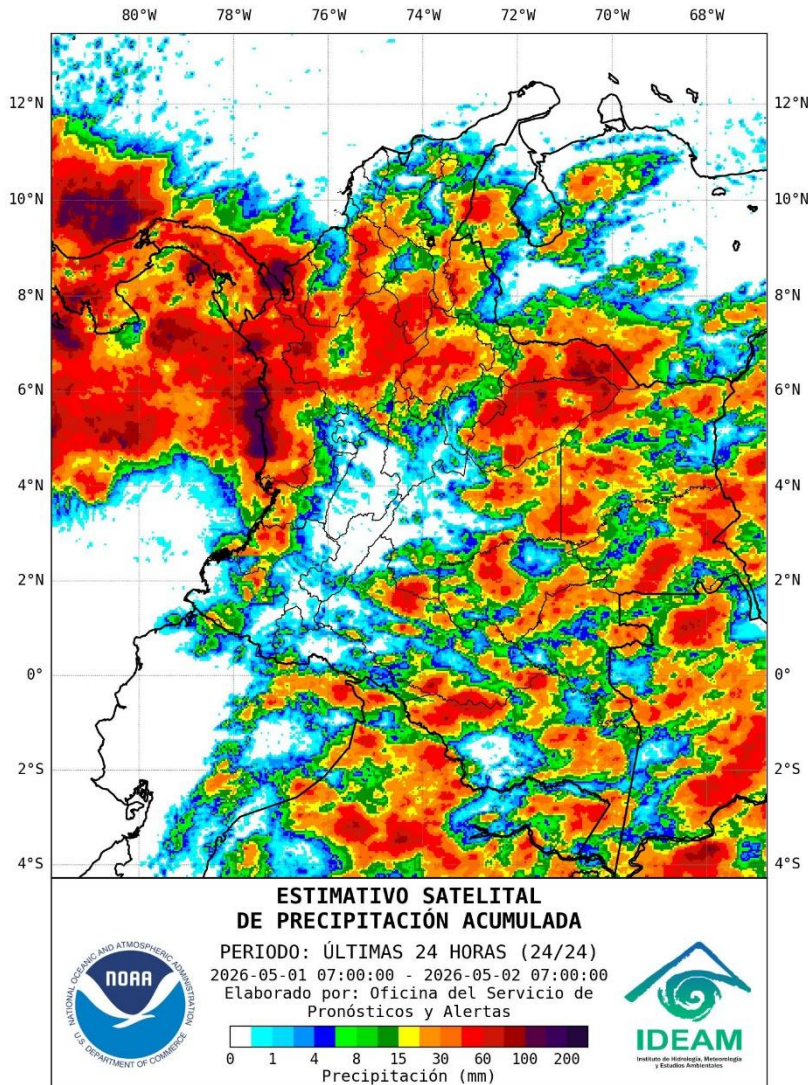 80°W 78°W 76°W 74°W 72°W 70°W 68°W
12°N 12°N
10°N 10°N
8°N 8°N
6°N 6°N
4°N 4°N
2°N 2°N
0° 0°
2°S 2°S
4°S 4°S
ESTIMATIVO SATELITAL
DE PRECIPITACIÓN ACUMULADA
PERIODO: ÚLTIMAS 24 HORAS (24/24)
2026-05-01 07:00:00 - 2026-05-02 07:00:00
Elaborado por: Oficina del Servicio de
Pronósticos y Alertas
0 1 4 8 15 30 60 100 200
Precipitación (mm)
NATIONAL OCEANIC AND ATMOSPHERIC ADMINISTRATION
NOAA
U.S. DEPARTMENT OF COMMERCE
IDEAM
Instituto de Hidrología, Meteorología
y Estudios Ambientales